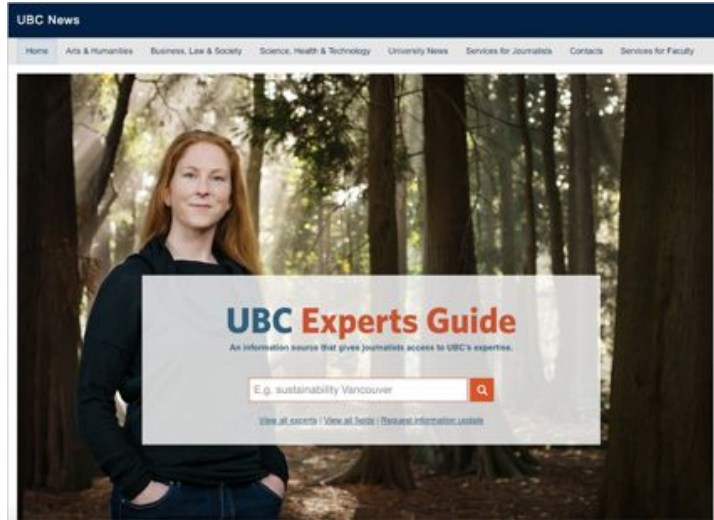 UBC News
Home Arts & Humanities Business, Law & Society Science, Health & Technology University News Services for Journalists Contacts Services for Faculty
UBC Experts Guide
An information source that gives journalists access to UBC's expertise.
E.g. sustainability Vancouver
View all experts | View all fields | Request information update